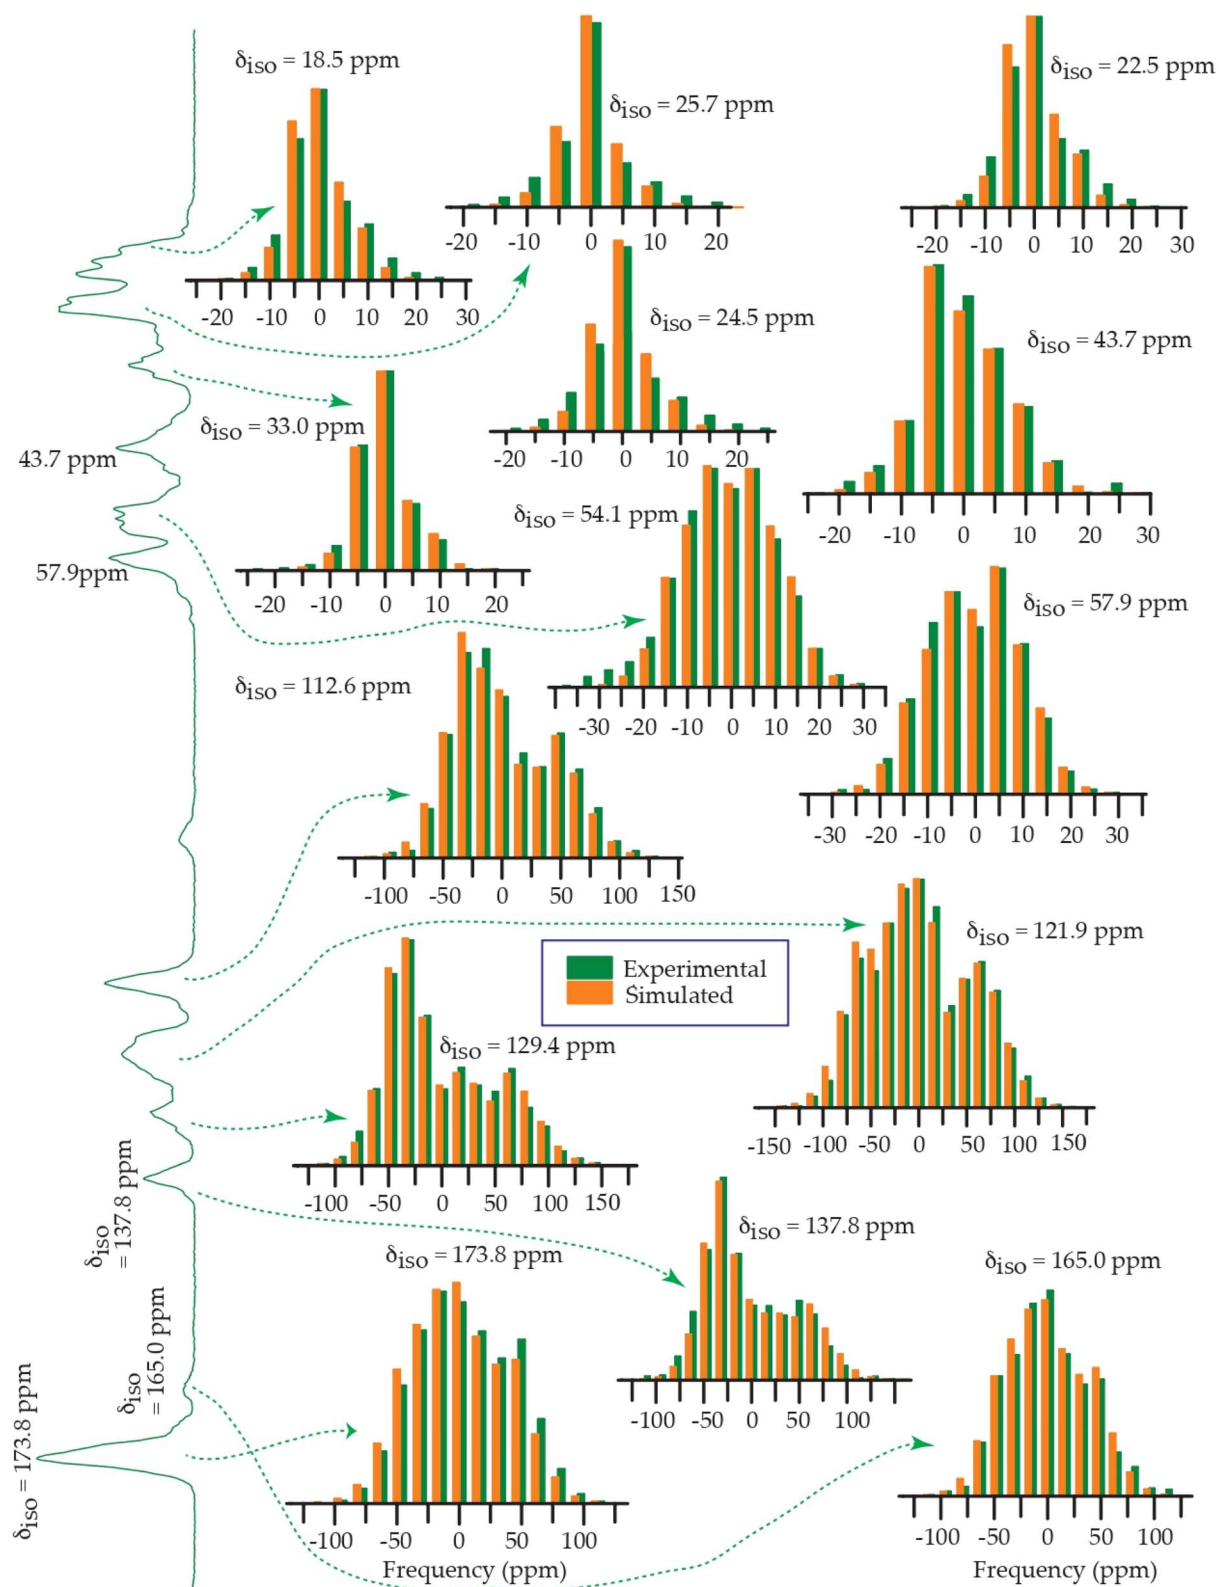 δiso = 18.5 ppm
-20 -10 0 10 20 30
δiso = 25.7 ppm
-20 -10 0 10 20
δiso = 22.5 ppm
-20 -10 0 10 20 30
δiso = 24.5 ppm
-20 -10 0 10 20
δiso = 43.7 ppm
-20 -10 0 10 20 30
δiso = 33.0 ppm
-20 -10 0 10 20
43.7 ppm
57.9ppm
δiso = 54.1 ppm
-30 -20 -10 0 10 20 30
δiso = 57.9 ppm
-30 -20 -10 0 10 20 30
δiso = 112.6 ppm
-100 -50 0 50 100 150
δiso = 121.9 ppm
-150 -100 -50 0 50 100 150
Experimental
Simulated
δiso = 129.4 ppm
-100 -50 0 50 100 150
δiso
= 137.8 ppm
δiso = 137.8 ppm
-100 -50 0 50 100
δiso
= 165.0 ppm
δiso = 173.8 ppm
δiso = 173.8 ppm
-100 -50 0 50 100
Frequency (ppm)
δiso = 165.0 ppm
-100 -50 0 50 100
Frequency (ppm)